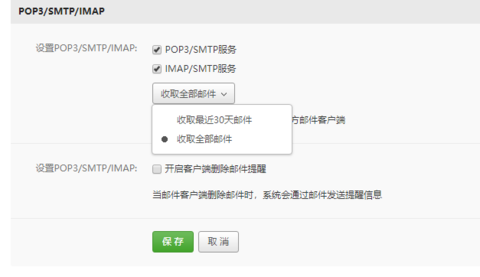 POP3/SMTP/IMAP
设置POP3/SMTP/IMAP:
POP3/SMTP服务
IMAP/SMTP服务
收取全部邮件
收取最近30天邮件
方邮件客户端
收取全部邮件
设置POP3/SMTP/IMAP:
开启客户端删除邮件提醒
当邮件客户端删除邮件时，系统会通过邮件发送提醒信息
保存
取消